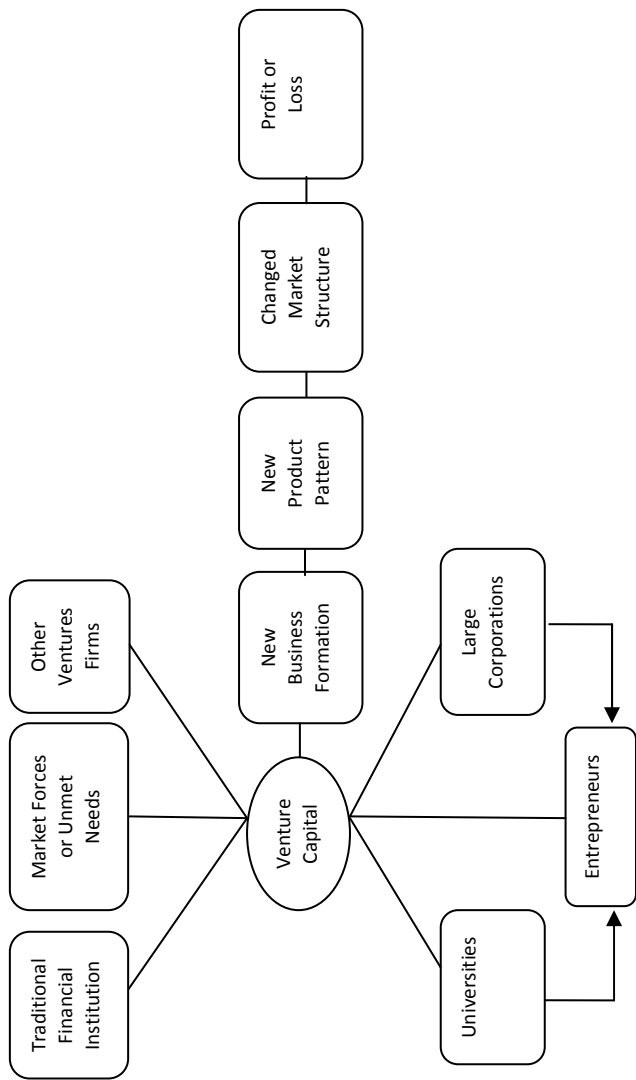 Traditional
Financial
Institution
Market Forces
or Unmet
Needs
Other
Ventures
Firms
Venture
Capital
New
Business
Formation
New
Product
Pattern
Changed
Market
Structure
Profit or
Loss
Universities
Large
Corporations
Entrepreneurs